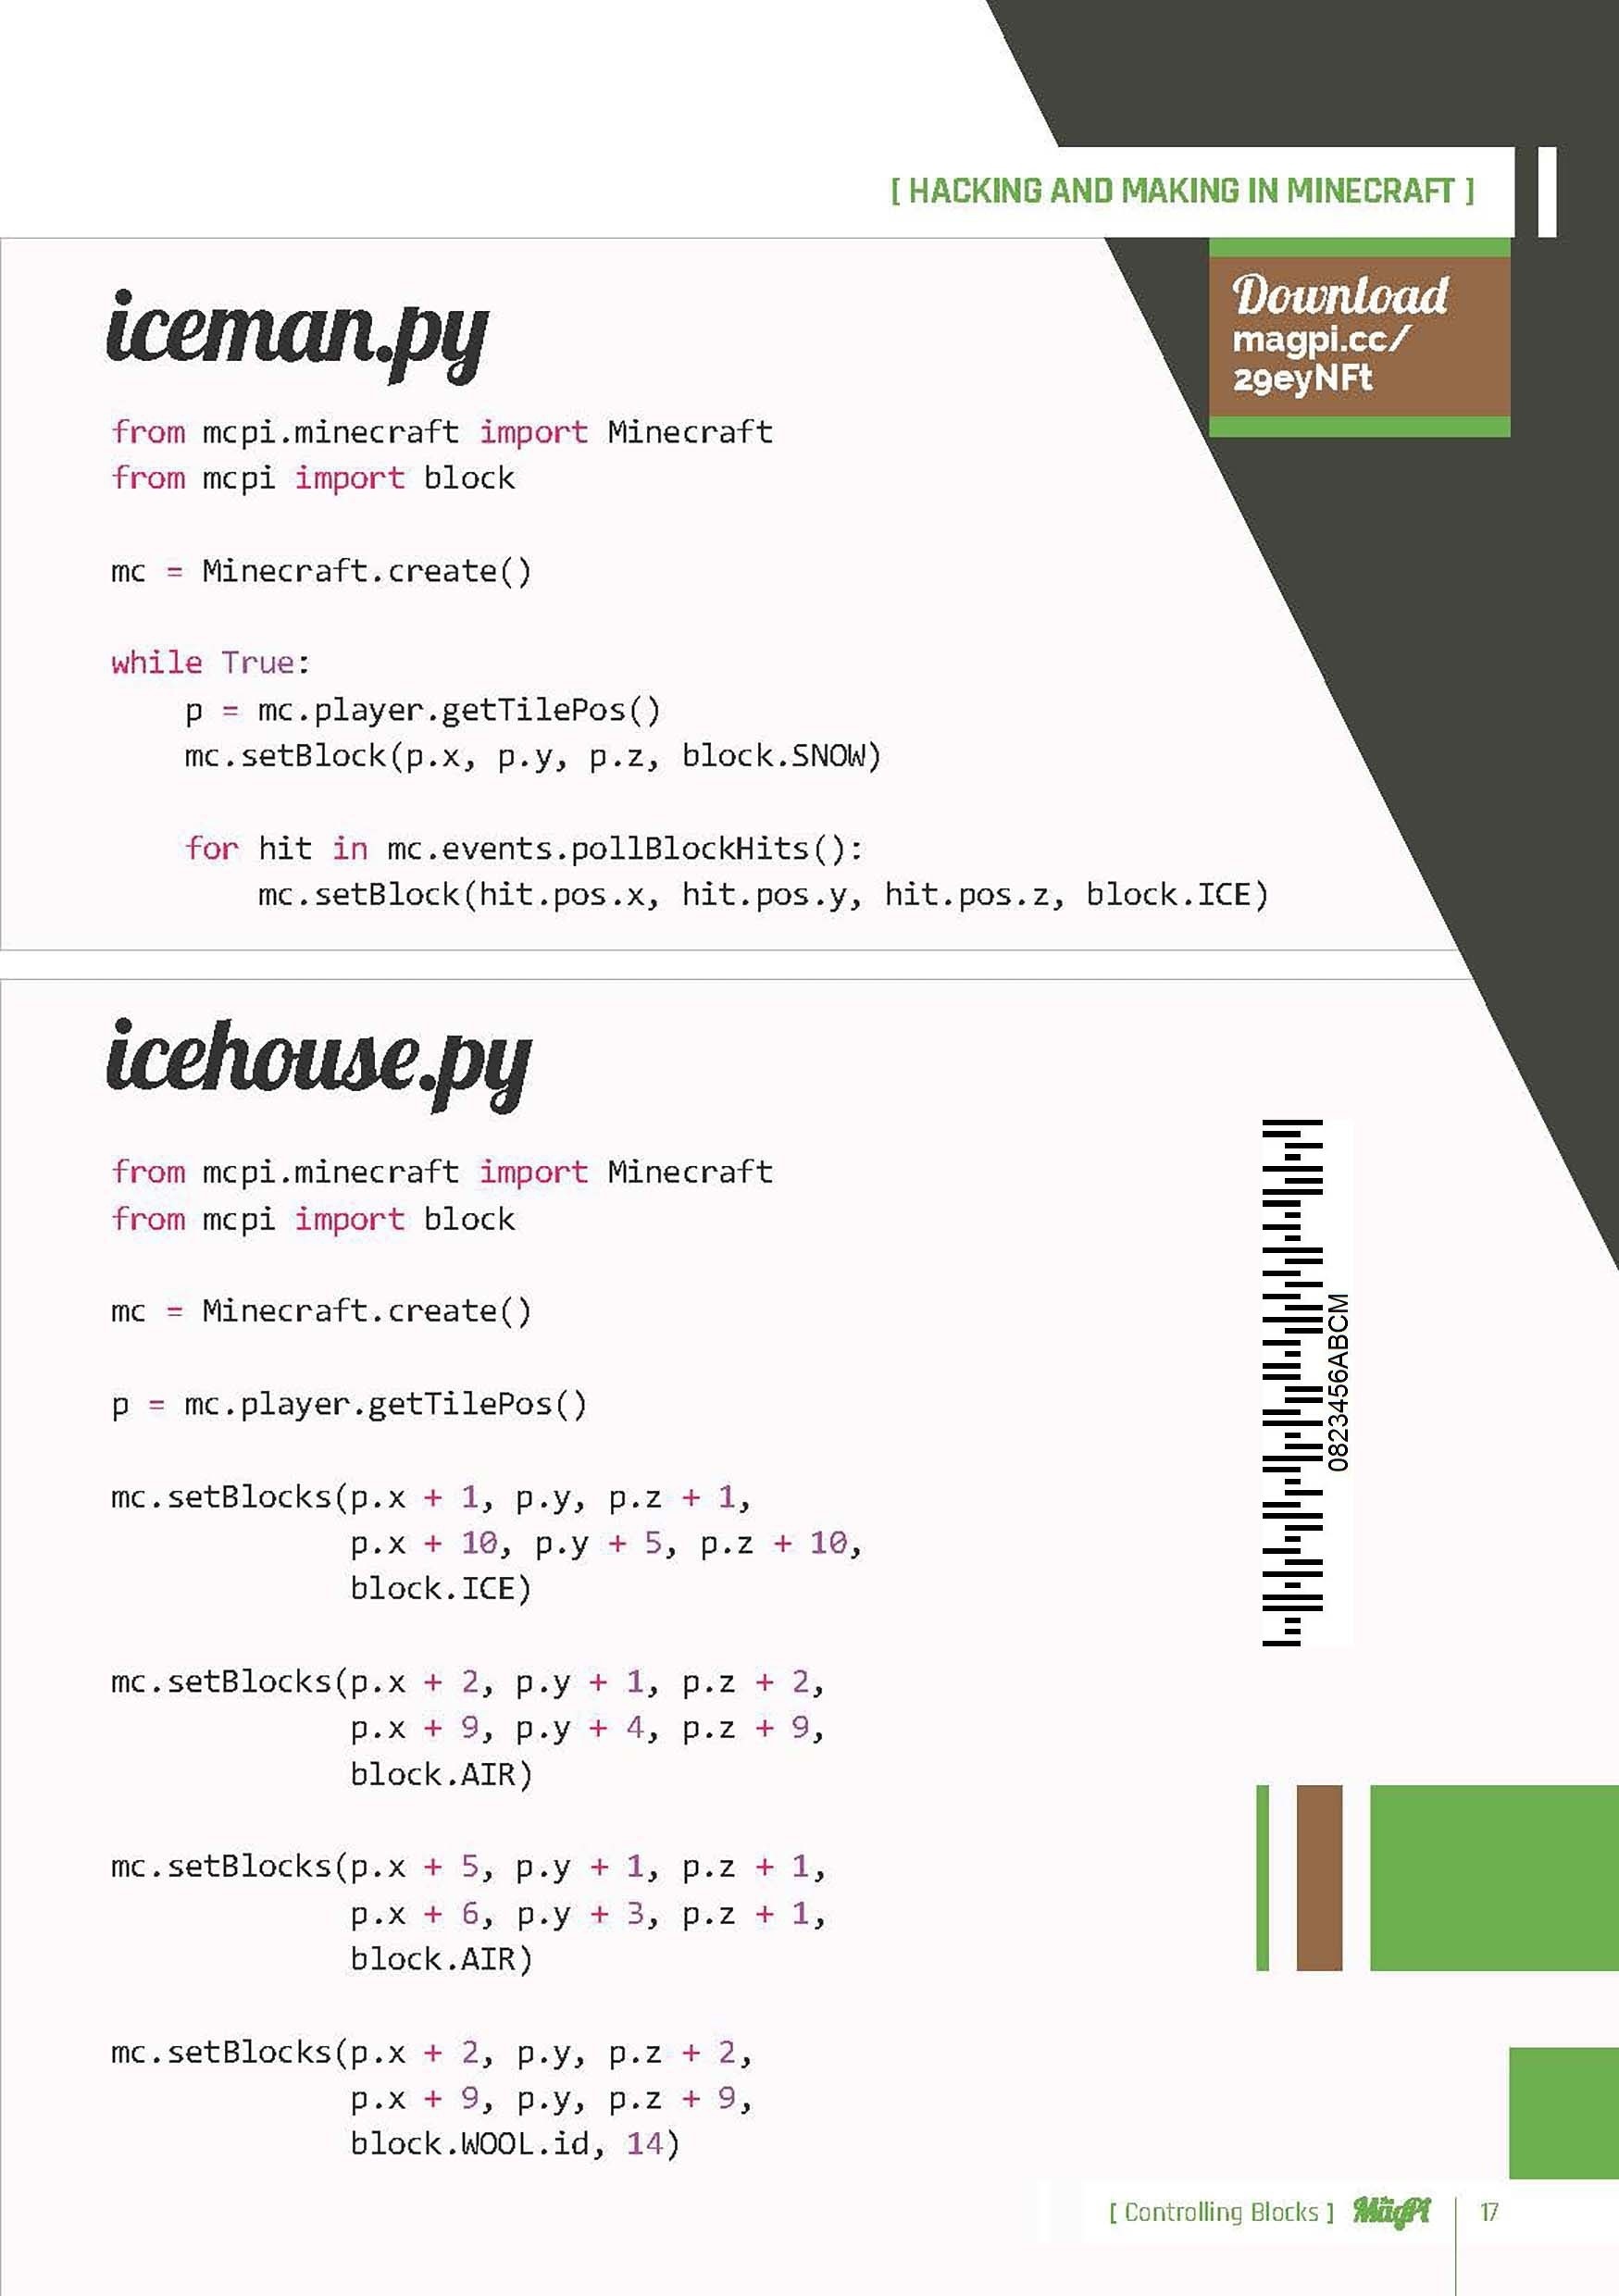 [ HACKING AND MAKING IN MINECRAFT ]
Download
magpi.cc/
29eyNFt
iceman.py
from mcpi.minecraft import Minecraft
from mcpi import block
mc = Minecraft.create()
while True:
    p = mc.player.getTilePos()
    mc.setBlock(p.x, p.y, p.z, block.SNOW)
    for hit in mc.events.pollBlockHits():
        mc.setBlock(hit.pos.x, hit.pos.y, hit.pos.z, block.ICE)
icehouse.py
from mcpi.minecraft import Minecraft
from mcpi import block
mc = Minecraft.create()
p = mc.player.getTilePos()
mc.setBlocks(p.x + 1, p.y, p.z + 1,
             p.x + 10, p.y + 5, p.z + 10,
             block.ICE)
mc.setBlocks(p.x + 2, p.y + 1, p.z + 2,
             p.x + 9, p.y + 4, p.z + 9,
             block.AIR)
mc.setBlocks(p.x + 5, p.y + 1, p.z + 1,
             p.x + 6, p.y + 3, p.z + 1,
             block.AIR)
mc.setBlocks(p.x + 2, p.y, p.z + 2,
             p.x + 9, p.y, p.z + 9,
             block.WOOL.id, 14)
0823456ABCM
[ Controlling Blocks ] The MagPi 17